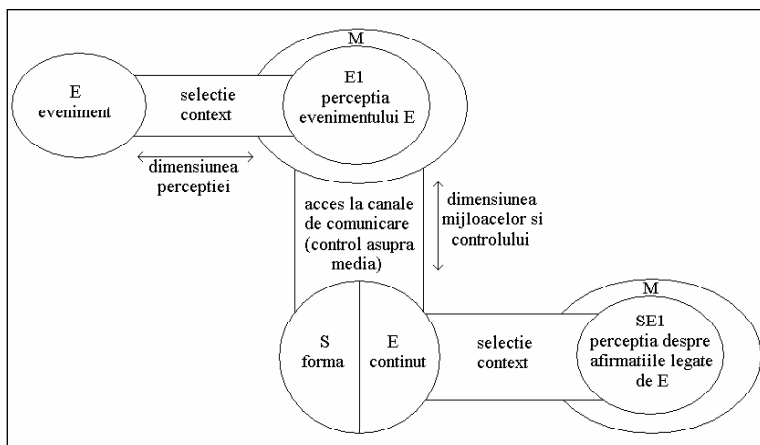 E
eveniment
selectie
context
M
E1
perceptia
evenimentului E
dimensiunea
perceptiei
acces la canale
de comunicare
(control asupra
media)
dimensiunea
mijloacelor si
controlului
S
forma
E
continut
selectie
context
M
SE1
perceptia despre
afirmatiile legate
de E